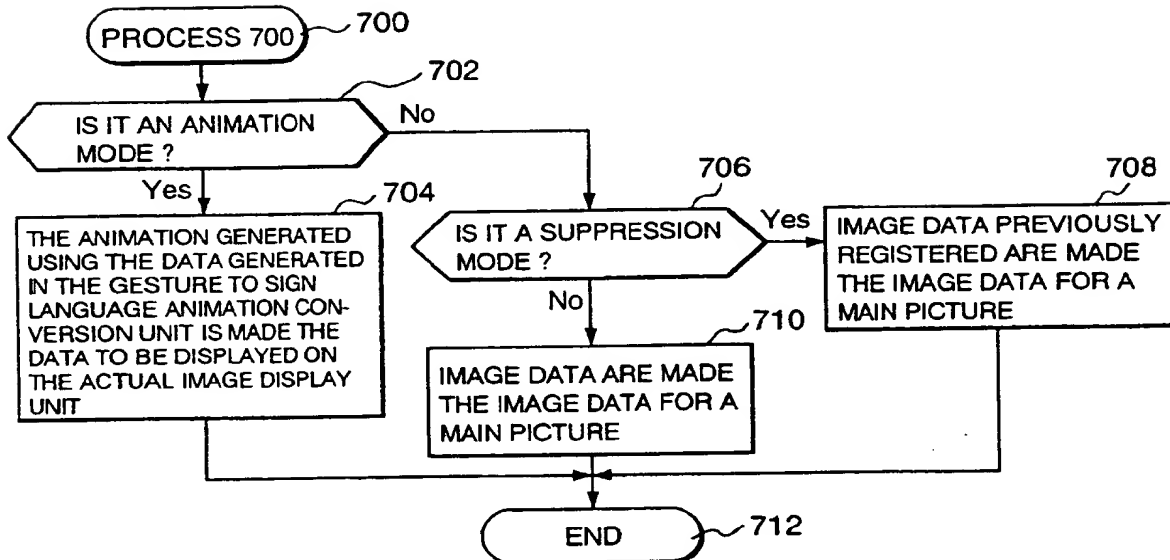 PROCESS 700
700
702
IS IT AN ANIMATION
MODE ?
No
Yes
704
THE ANIMATION GENERATED
USING THE DATA GENERATED
IN THE GESTURE TO SIGN
LANGUAGE ANIMATION CON-
VERSION UNIT IS MADE THE
DATA TO BE DISPLAYED ON
THE ACTUAL IMAGE DISPLAY
UNIT
706
IS IT A SUPPRESSION
MODE ?
Yes
No
708
IMAGE DATA PREVIOUSLY
REGISTERED ARE MADE
THE IMAGE DATA FOR A
MAIN PICTURE
710
IMAGE DATA ARE MADE
THE IMAGE DATA FOR A
MAIN PICTURE
END
712